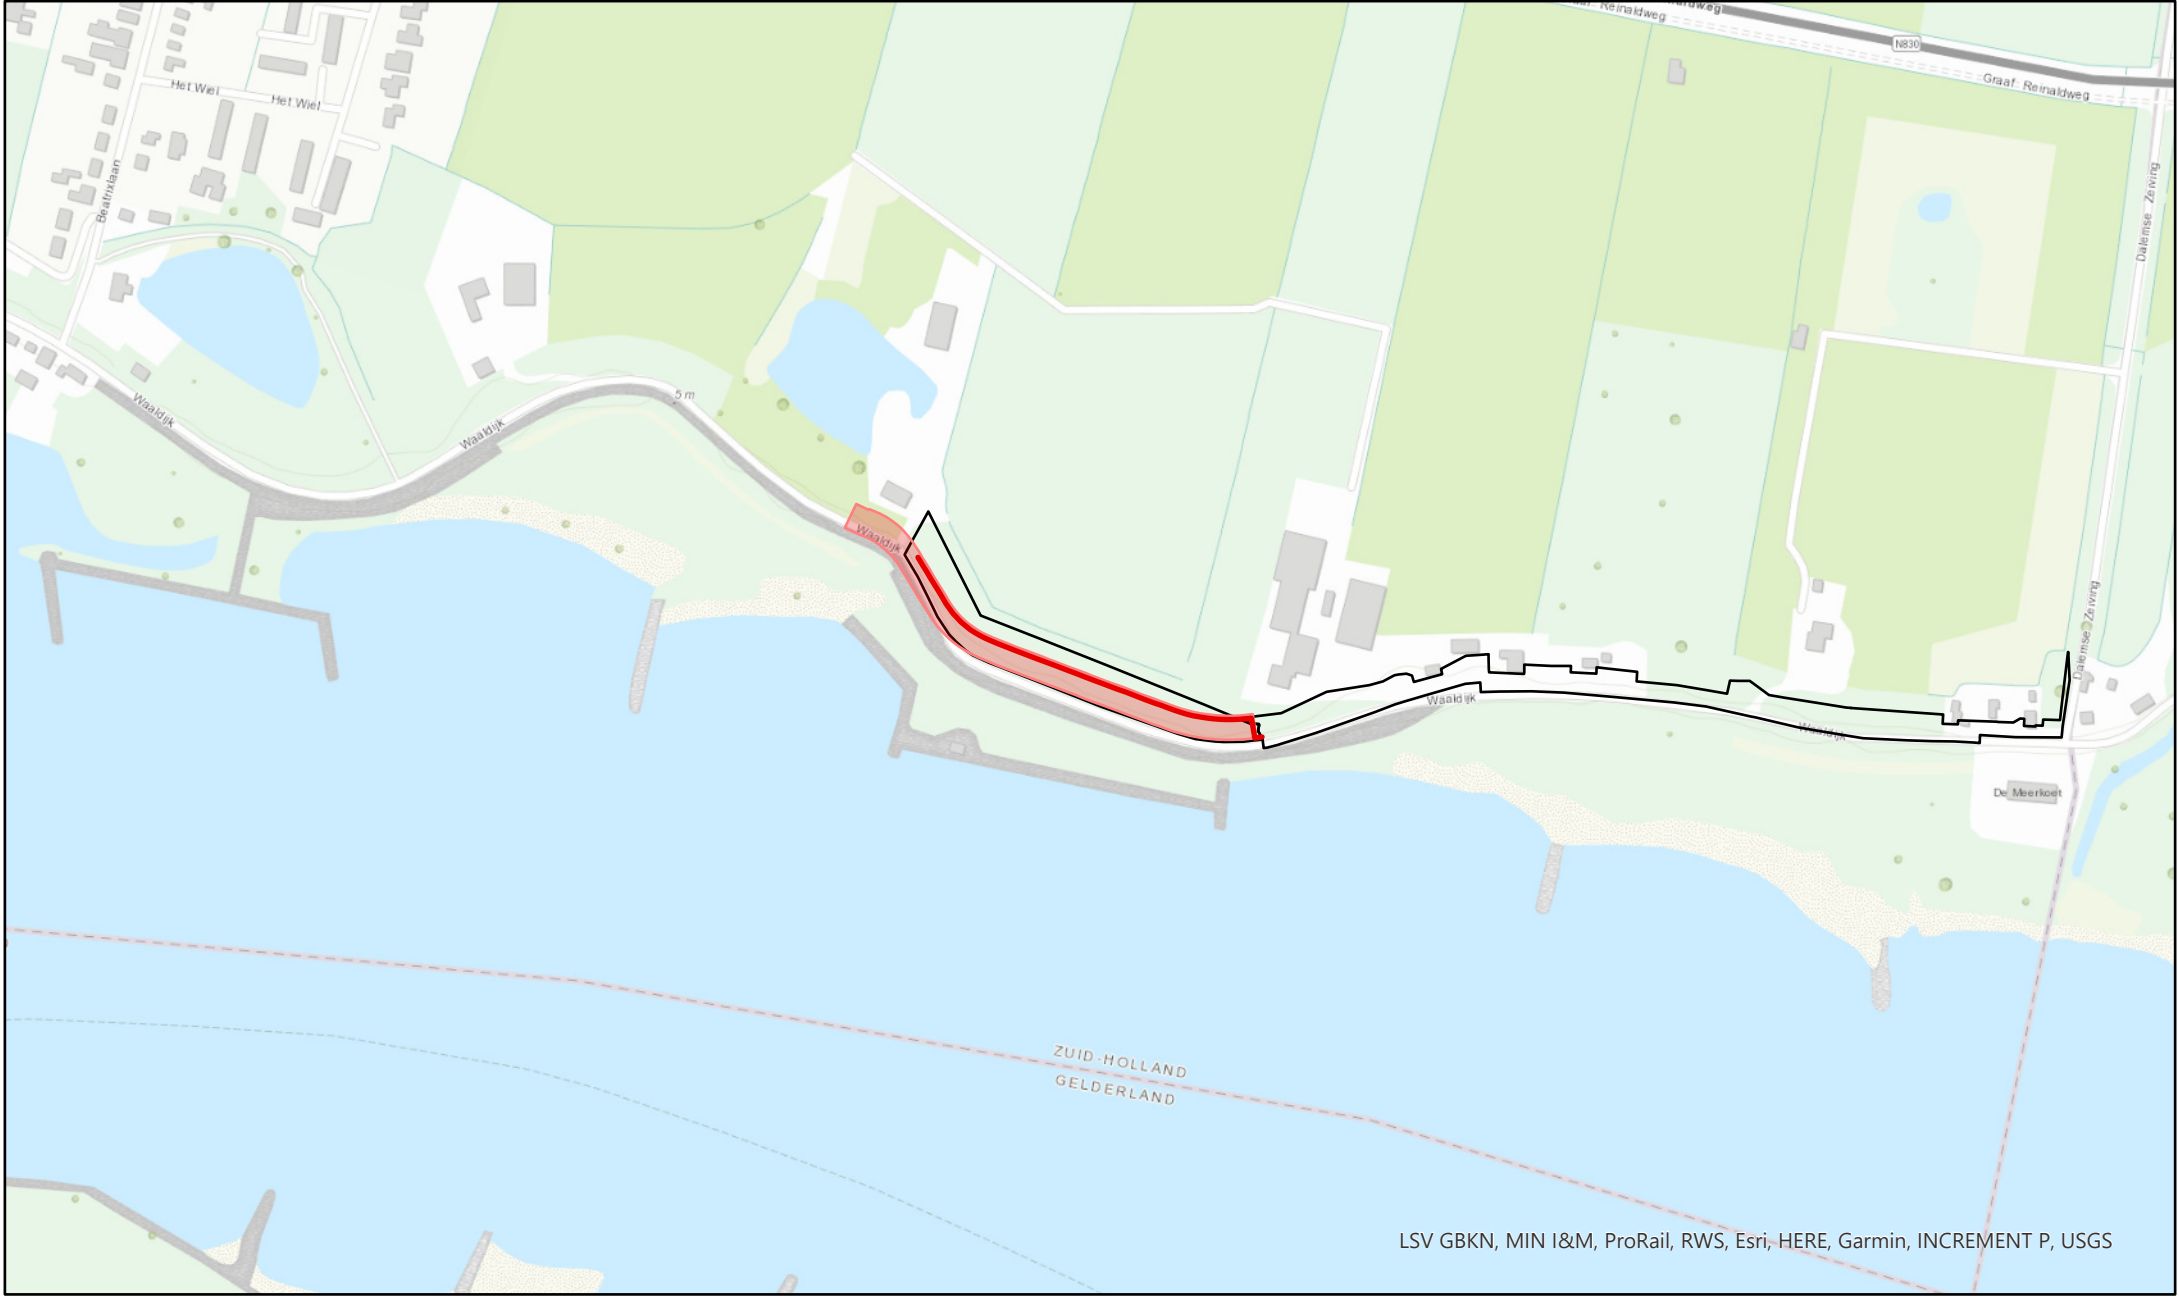 Reinaldweg
N830
Graaf Reinaldweg
Het Wiel
Het Wiel
Beatrixlaan
Dalemse Zeiving
Waaldijk
Waaldijk
5 m
Waaldijk
Dalemse Zeiving
Waaldijk
Waaldijk
De Meerkoet
ZUID-HOLLAND
GELDERLAND
LSV GBKN, MIN I&M, ProRail, RWS, Esri, HERE, Garmin, INCREMENT P, USGS